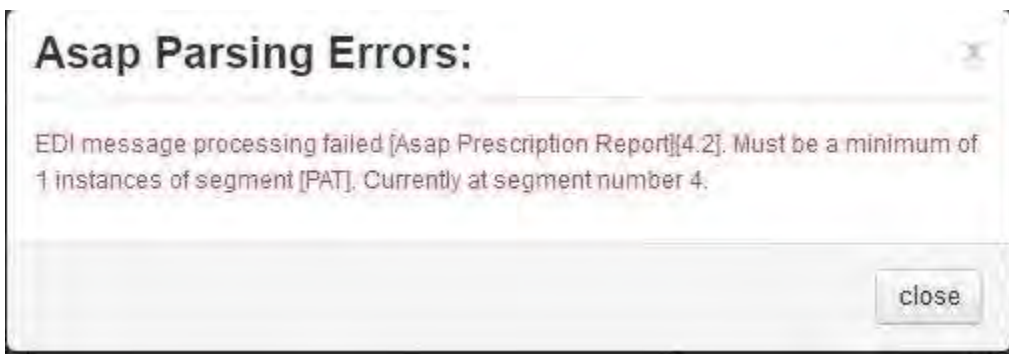 Asap Parsing Errors:
x
EDI message processing failed [Asap Prescription Report][4.2]. Must be a minimum of
1 instances of segment [PAT]. Currently at segment number 4.
close